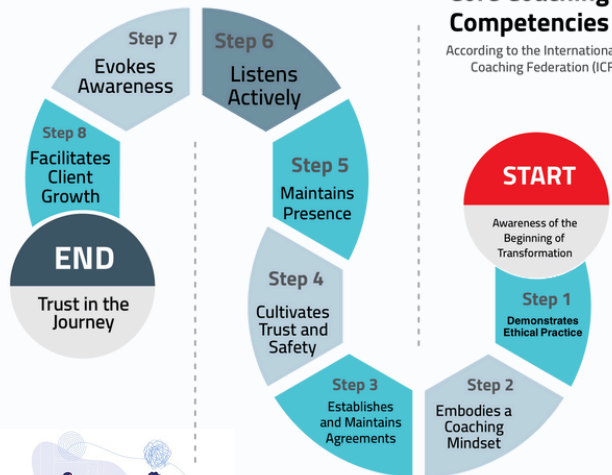 Competencies
According to the
Coaching Federation
START
Awareness of the
Beginning of
Transformation
Step 1
Demonstrates
Ethical Practice
Step 2
Embodies a
Coaching
Mindset
Step 3
Establishes
and Maintains
Agreements
Step 4
Cultivates
Trust and
Safety
Step 5
Maintains
Presence
Step 6
Listens
Actively
Step 7
Evokes
Awareness
Step 8
Facilitates
Client
Growth
END
Trust in the
Journey